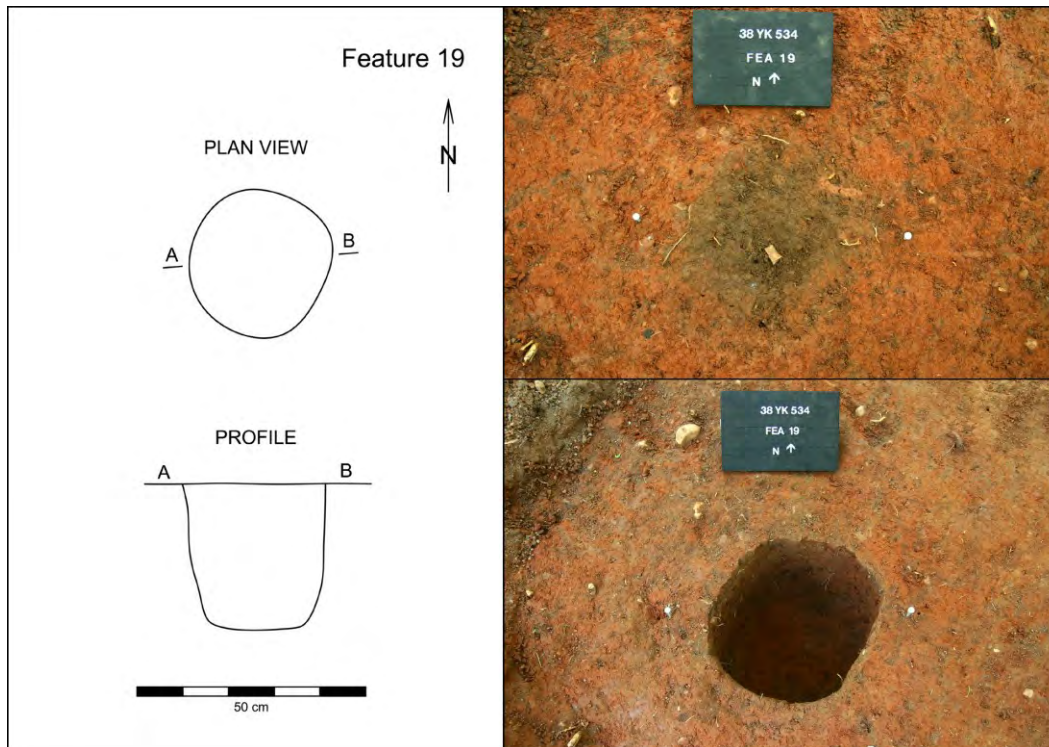 Feature 19
N
PLAN VIEW
A
B
PROFILE
A
B
50 cm
38 YK 534
FEA 19
N ↑
38 YK 534
FEA 19
N ↑